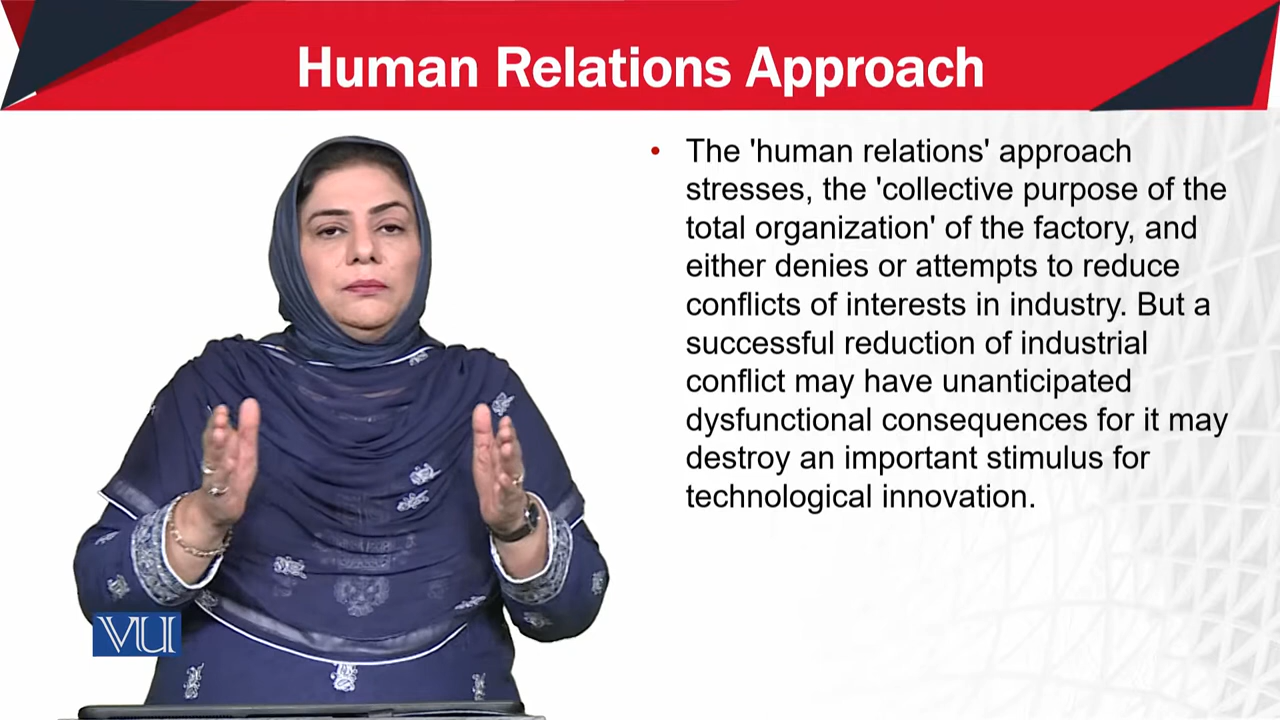 Human Relations Approach
• The 'human relations' approach
stresses, the 'collective purpose of the
total organization' of the factory, and
either denies or attempts to reduce
conflicts of interests in industry. But a
successful reduction of industrial
conflict may have unanticipated
dysfunctional consequences for it may
destroy an important stimulus for
technological innovation.
VU